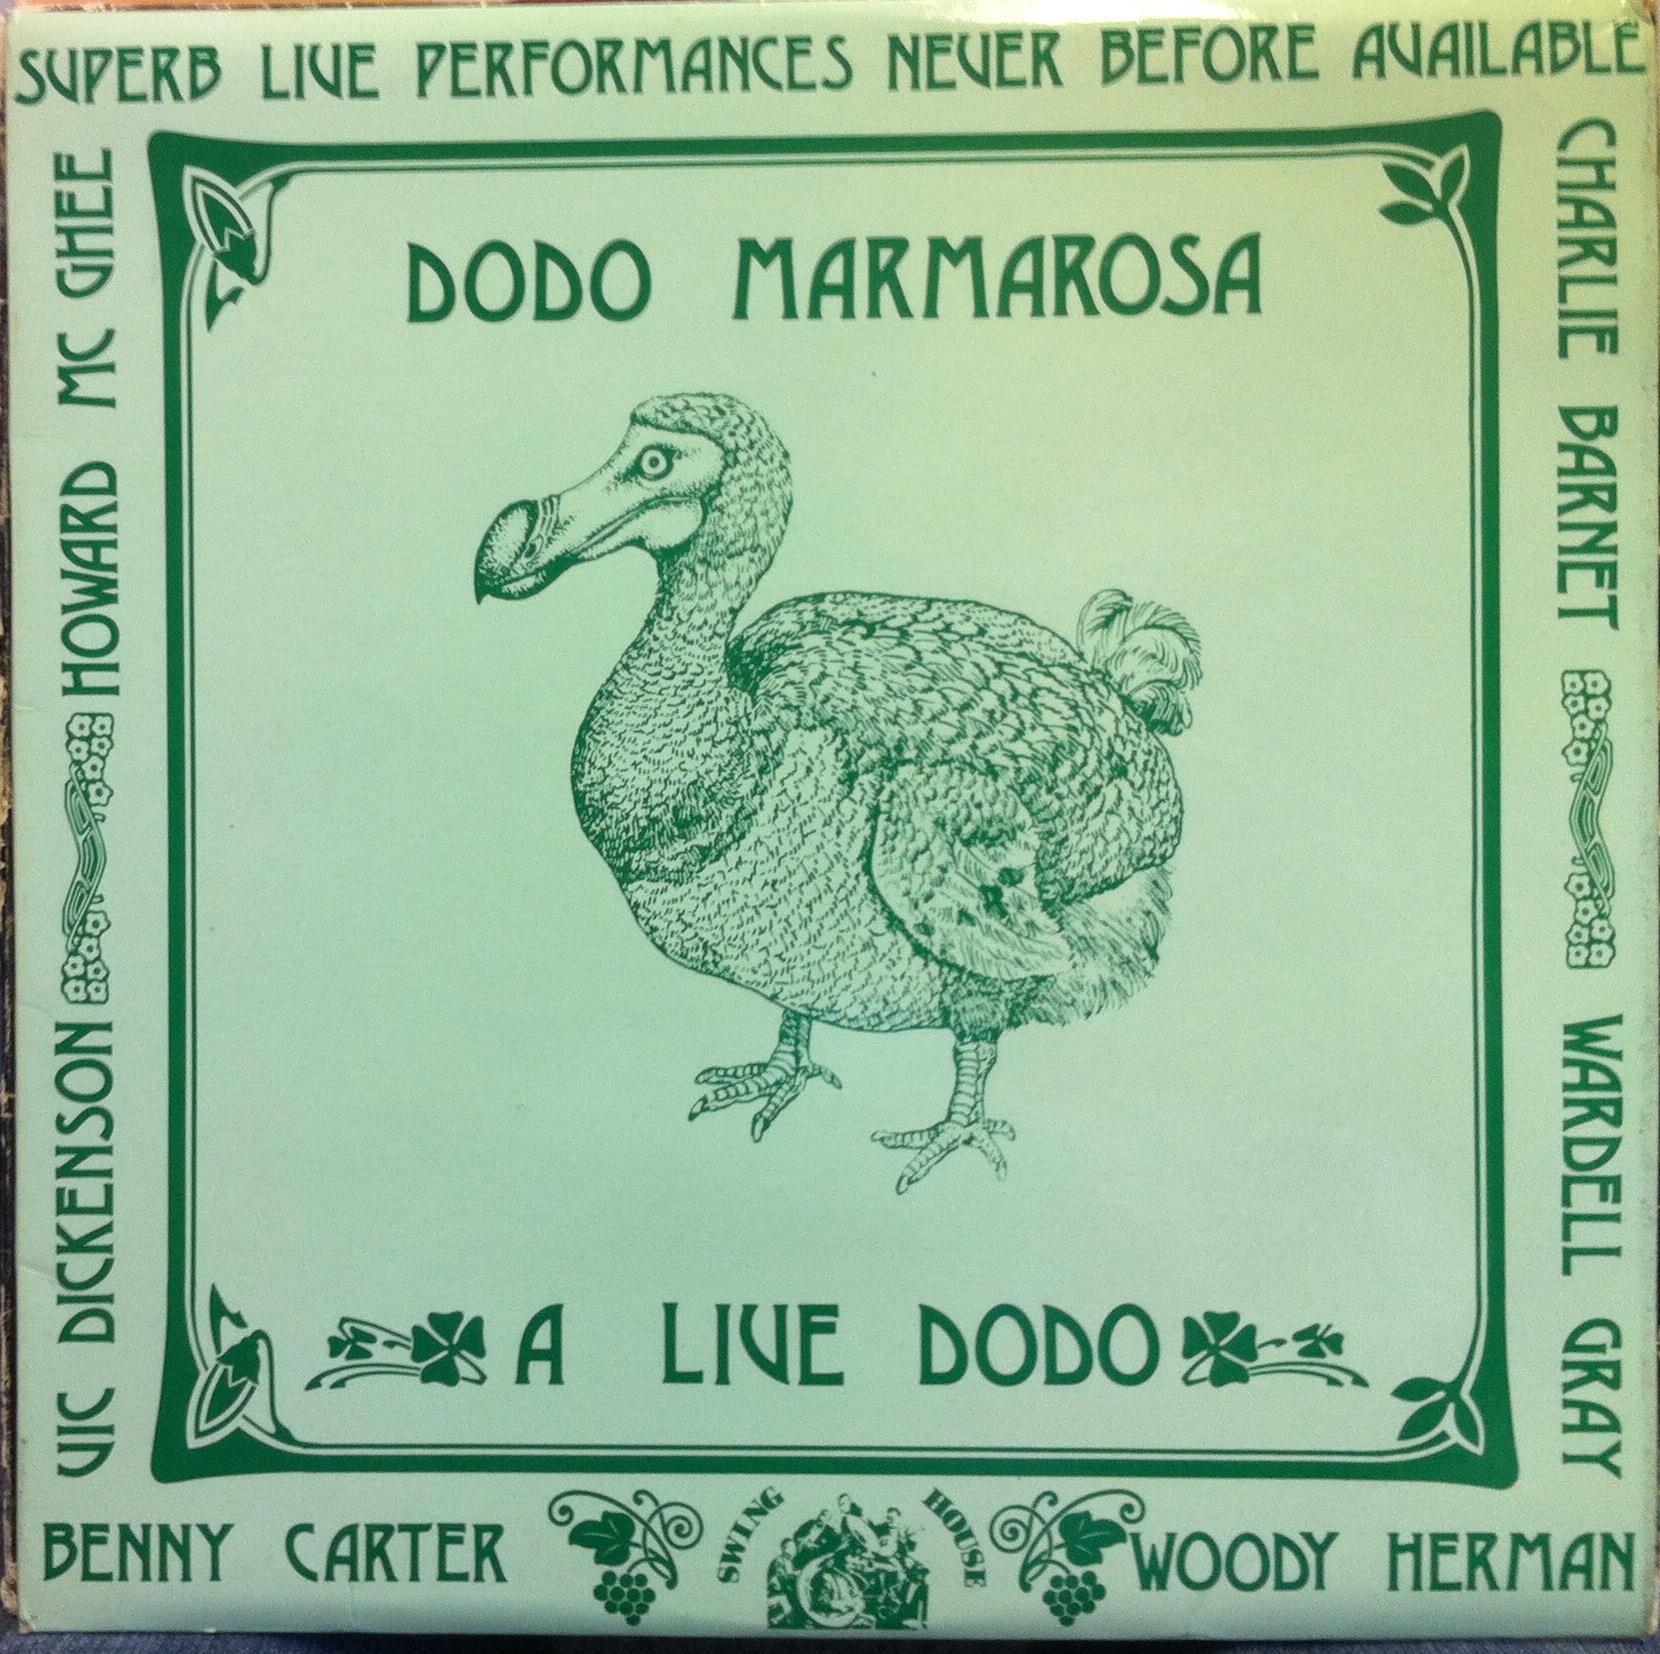 SUPERB LIVE PERFORMANCES NEVER BEFORE AVAILABLE
VIC DICKENSON HOWARD MC GHEE
DODO MARMAROSA
CHARLIE BARNET WARDELL GRAY
A LIVE DODO
BENNY CARTER
SWING HOUSE
WOODY HERMAN